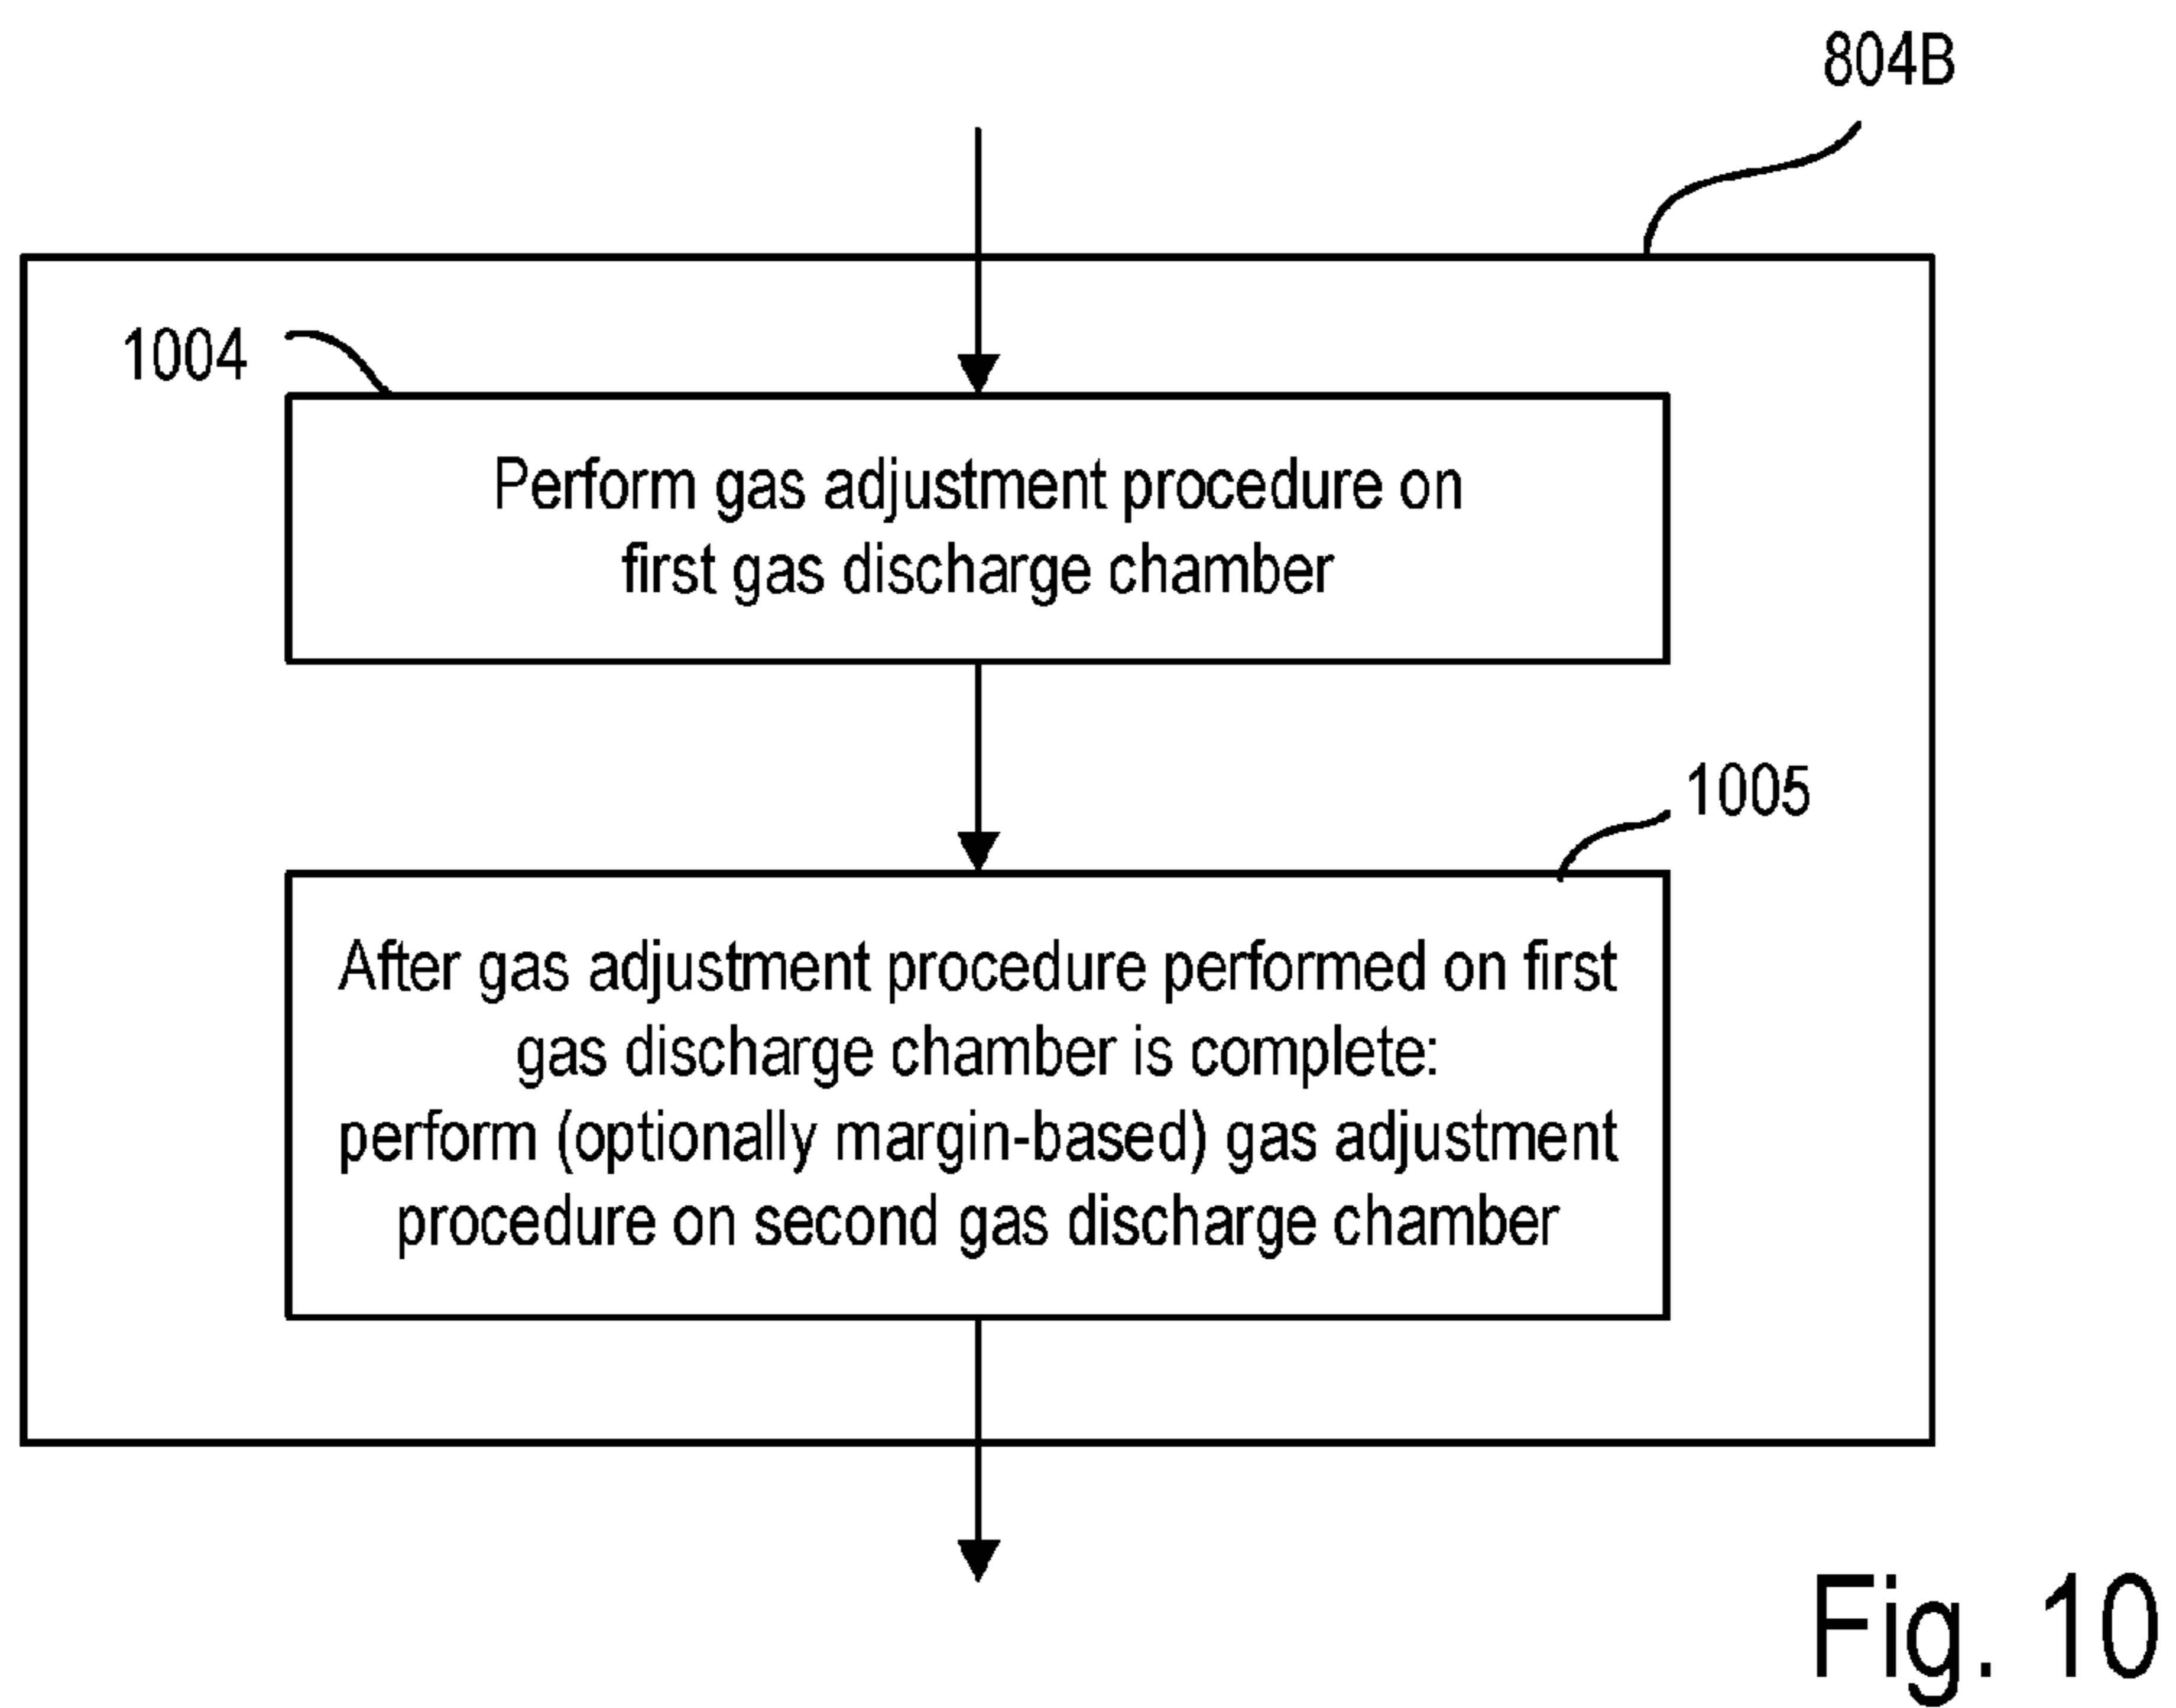 804B
1004
Perform gas adjustment procedure on
first gas discharge chamber
1005
After gas adjustment procedure performed on first
gas discharge chamber is complete:
perform (optionally margin-based) gas adjustment
procedure on second gas discharge chamber
Fig. 10